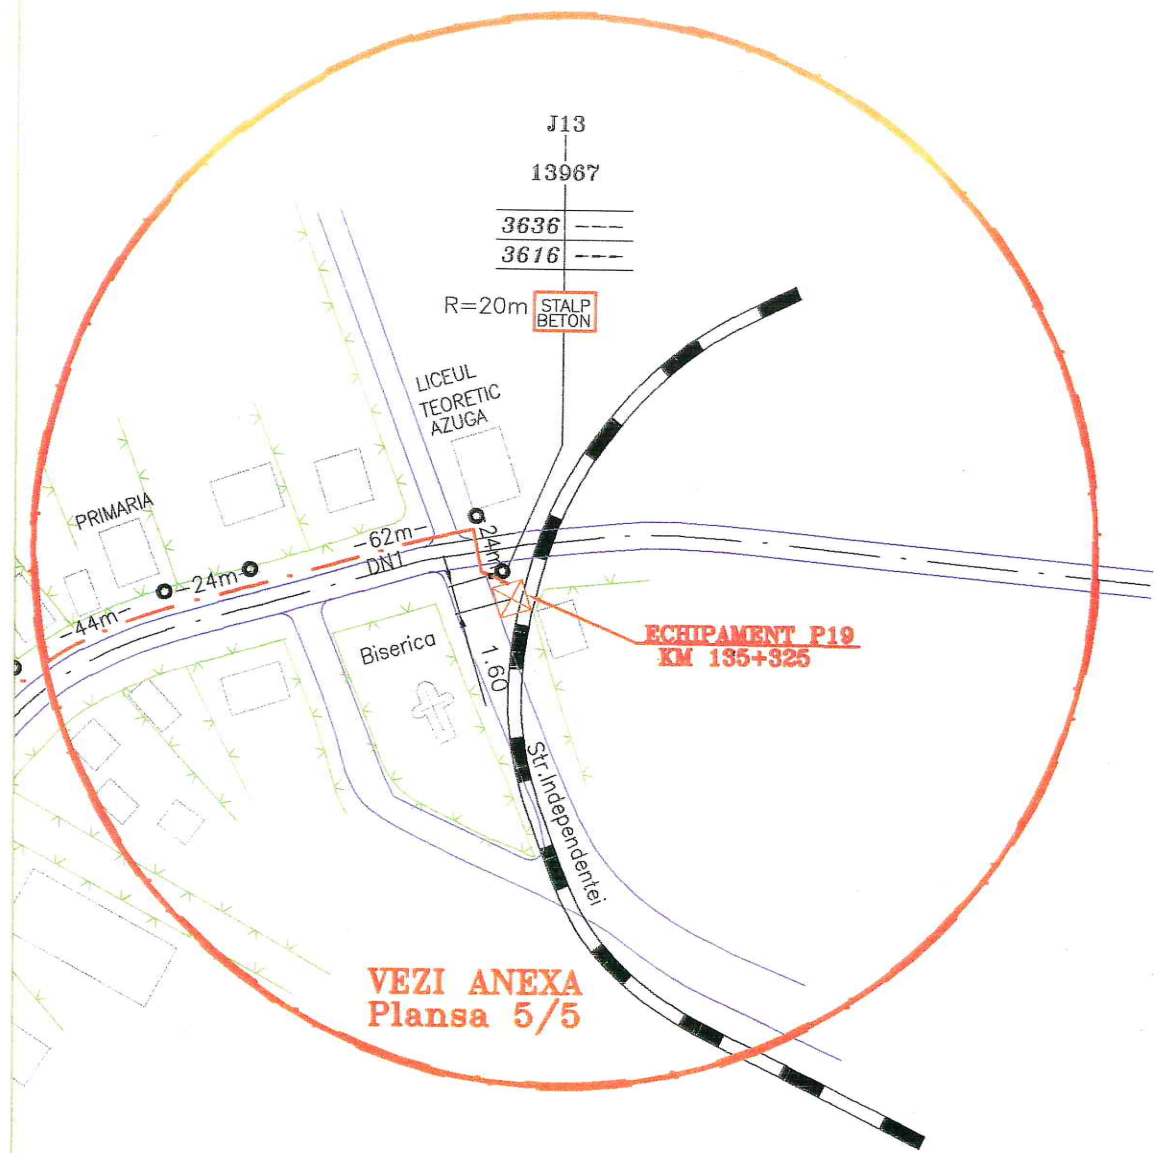 J13
13967
3636 ---
3616 ---
R=20m STALP
BETON
LICEUL
TEORETIC
AZUGA
PRIMARIA
-62m-
24m
DN1
-24m-
-44m-
Biserica
1.60
ECHIPAMENT P19
KM 135+325
Str.Independentei
VEZI ANEXA
Plansa 5/5